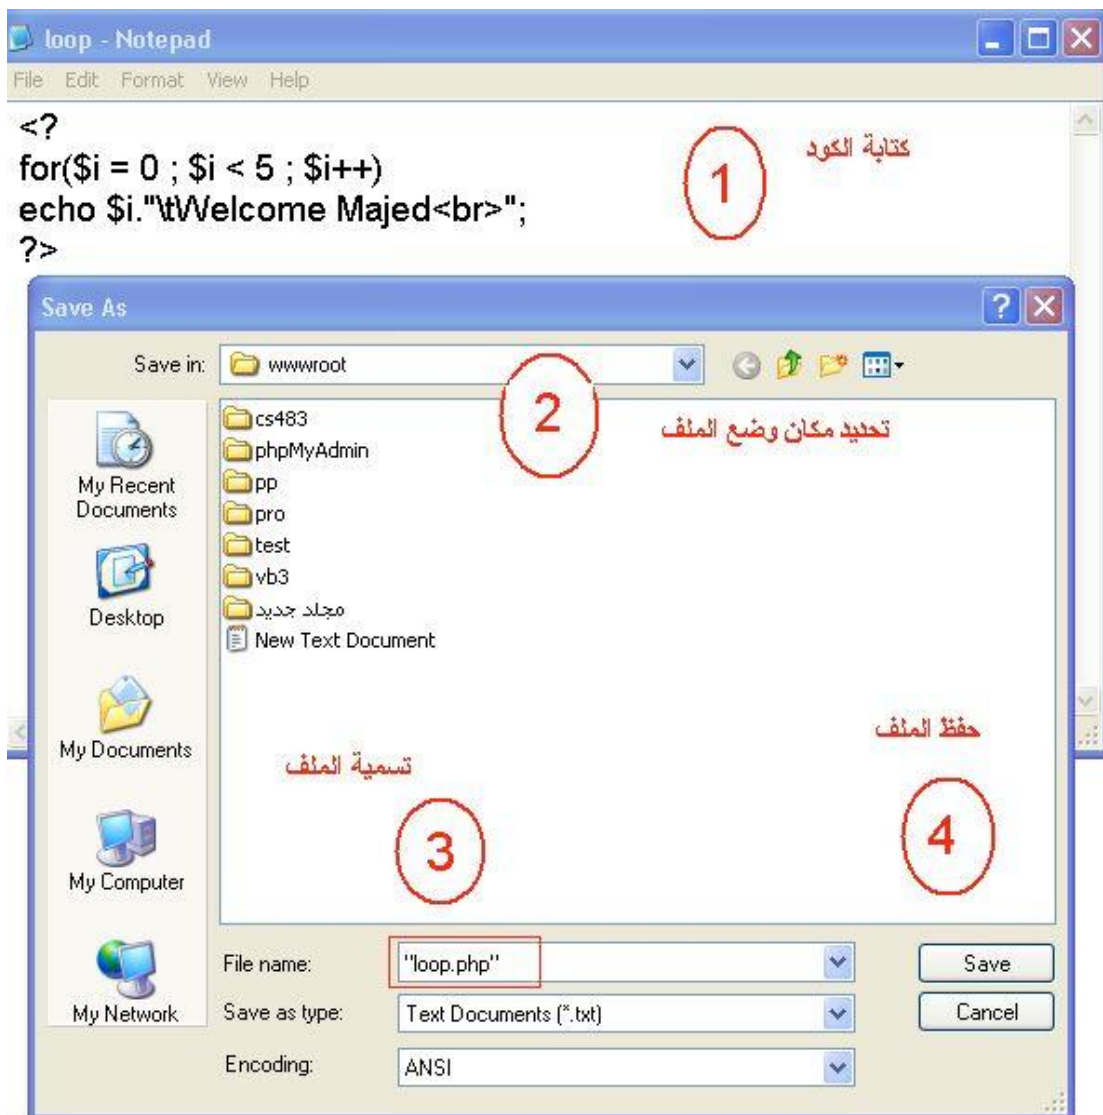 loop - Notepad
File Edit Format View Help
<?
for($i = 0 ; $i < 5 ; $i++)
echo $i."\tWelcome Majed<br>";
?>
1
كتابة الكود
Save As
Save in:
wwwroot
2
تحديد مكان وضع الملف
cs483
phpMyAdmin
pp
pro
test
vb3
مجلد جديد
New Text Document
My Recent
Documents
Desktop
My Documents
My Computer
My Network
تسمية الملف
3
حفظ الملف
4
File name:
"loop.php"
Save
Save as type:
Text Documents (*.txt)
Cancel
Encoding:
ANSI